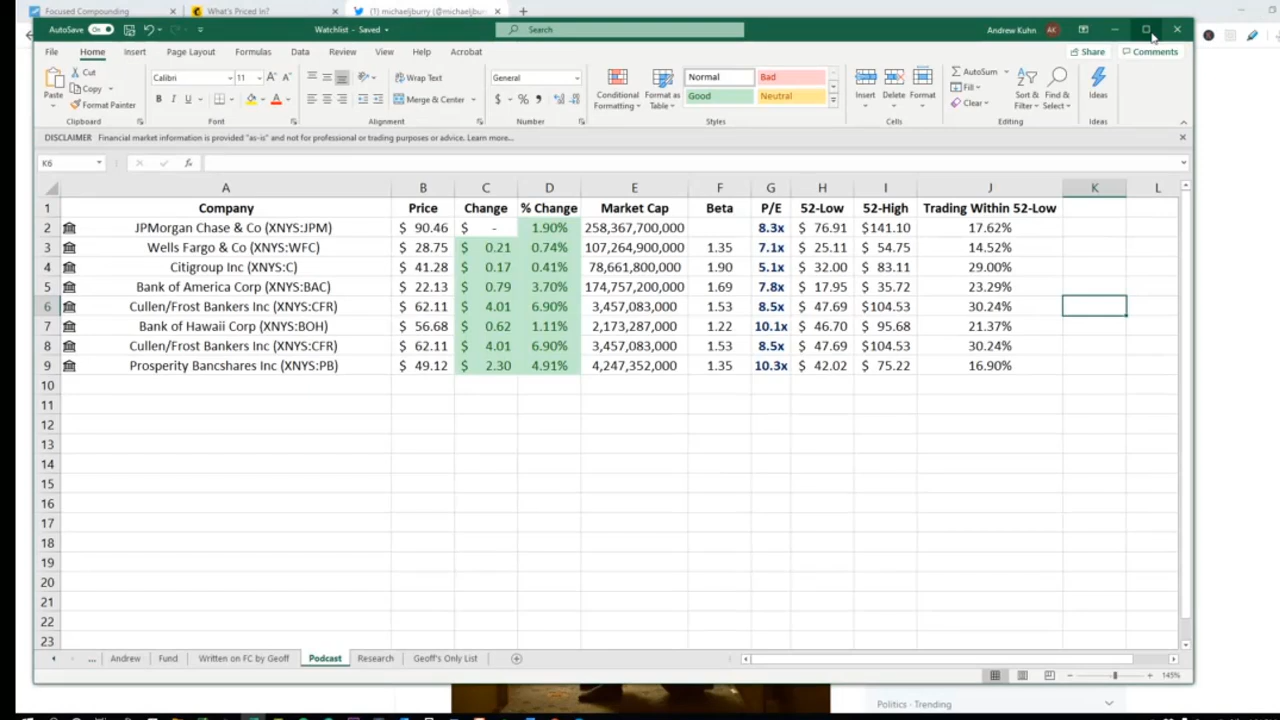 Focused Compounding
What's Priced In?
(1) michaeljburry (@michaeljbu
AutoSave On
Watchlist - Saved
Search
Andrew Kuhn AK
File Home Insert Page Layout Formulas Data Review View Help Acrobat
Share Comments
Paste
Cut
Copy
Format Painter
Clipboard
Calibri 11
B I U
Font
Wrap Text
Merge & Center
Alignment
General
$ % ,
Number
Conditional Formatting
Format as Table
Normal Bad
Good Neutral
Styles
Insert Delete Format
Cells
AutoSum
Fill
Clear
Sort & Filter
Find & Select
Editing
Ideas
Ideas
DISCLAIMER Financial market information is provided "as-is" and not for professional or trading purposes or advice. Learn more...
K6 fx
A B C D E F G H I J K L
1 Company Price Change % Change Market Cap Beta P/E 52-Low 52-High Trading Within 52-Low
2 JPMorgan Chase & Co (XNYS:JPM) $ 90.46 $ - 1.90% 258,367,700,000 8.3x $ 76.91 $141.10 17.62%
3 Wells Fargo & Co (XNYS:WFC) $ 28.75 $ 0.21 0.74% 107,264,900,000 1.35 7.1x $ 25.11 $ 54.75 14.52%
4 Citigroup Inc (XNYS:C) $ 41.28 $ 0.17 0.41% 78,661,800,000 1.90 5.1x $ 32.00 $ 83.11 29.00%
5 Bank of America Corp (XNYS:BAC) $ 22.13 $ 0.79 3.70% 174,757,200,000 1.69 7.8x $ 17.95 $ 35.72 23.29%
6 Cullen/Frost Bankers Inc (XNYS:CFR) $ 62.11 $ 4.01 6.90% 3,457,083,000 1.53 8.5x $ 47.69 $104.53 30.24%
7 Bank of Hawaii Corp (XNYS:BOH) $ 56.68 $ 0.62 1.11% 2,173,287,000 1.22 10.1x $ 46.70 $ 95.68 21.37%
8 Cullen/Frost Bankers Inc (XNYS:CFR) $ 62.11 $ 4.01 6.90% 3,457,083,000 1.53 8.5x $ 47.69 $104.53 30.24%
9 Prosperity Bancshares Inc (XNYS:PB) $ 49.12 $ 2.30 4.91% 4,247,352,000 1.35 10.3x $ 42.02 $ 75.22 16.90%
10
11
12
13
14
15
16
17
18
19
20
21
22
23
... Andrew Fund Written on FC by Geoff Podcast Research Geoff's Only List
145%
Politics · Trending